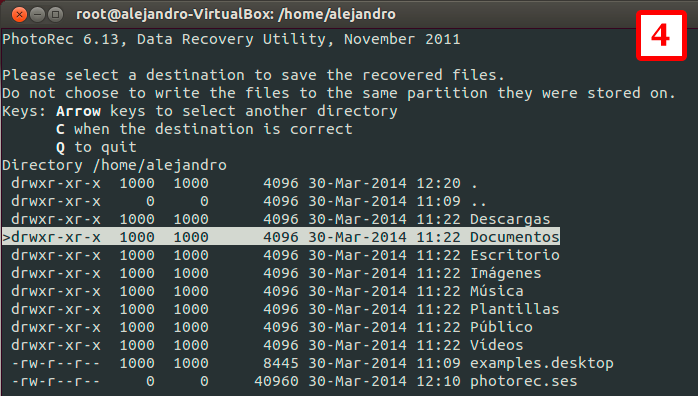 root@alejandro-VirtualBox: /home/alejandro
4
PhotoRec 6.13, Data Recovery Utility, November 2011
Please select a destination to save the recovered files.
Do not choose to write the files to the same partition they were stored on.
Keys: Arrow keys to select another directory
C when the destination is correct
Q to quit
Directory /home/alejandro
drwxr-xr-x 1000 1000 4096 30-Mar-2014 12:20 .
drwxr-xr-x 0 0 4096 30-Mar-2014 11:09 ..
drwxr-xr-x 1000 1000 4096 30-Mar-2014 11:22 Descargas
>drwxr-xr-x 1000 1000 4096 30-Mar-2014 11:22 Documentos
drwxr-xr-x 1000 1000 4096 30-Mar-2014 11:22 Escritorio
drwxr-xr-x 1000 1000 4096 30-Mar-2014 11:22 Imágenes
drwxr-xr-x 1000 1000 4096 30-Mar-2014 11:22 Música
drwxr-xr-x 1000 1000 4096 30-Mar-2014 11:22 Plantillas
drwxr-xr-x 1000 1000 4096 30-Mar-2014 11:22 Público
drwxr-xr-x 1000 1000 4096 30-Mar-2014 11:22 Vídeos
-rw-r--r-- 1000 1000 8445 30-Mar-2014 11:09 examples.desktop
-rw-r--r-- 0 0 40960 30-Mar-2014 12:10 photorec.ses